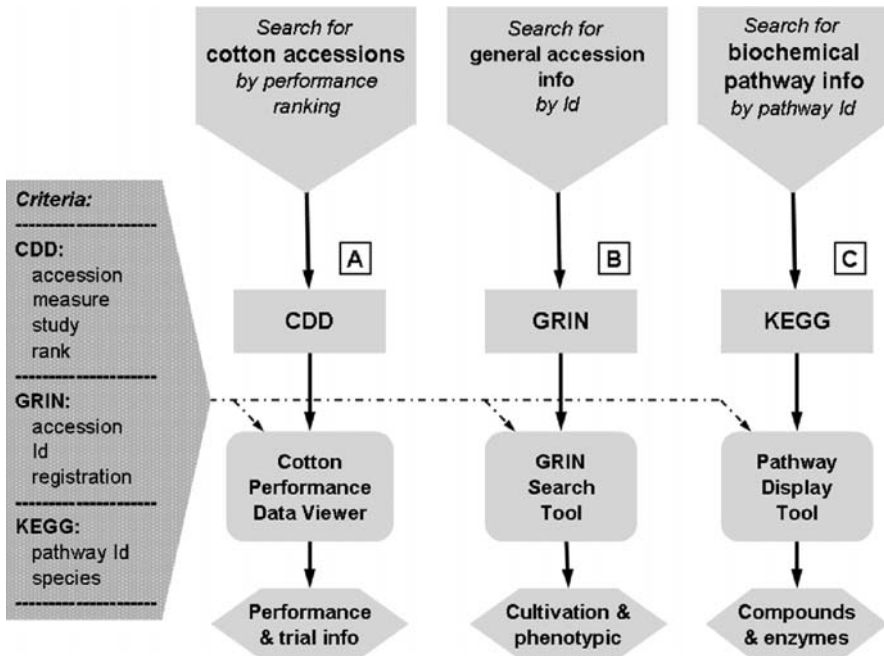 Search for
cotton accessions
by performance
ranking
Search for
general accession
info
by Id
Search for
biochemical
pathway info
by pathway Id
Criteria:
CDD:
accession
measure
study
rank
GRIN:
accession
Id
registration
KEGG:
pathway Id
species
A
B
C
CDD
GRIN
KEGG
Cotton
Performance
Data Viewer
GRIN
Search
Tool
Pathway
Display
Tool
Performance
& trial info
Cultivation &
phenotypic
Compounds
& enzymes